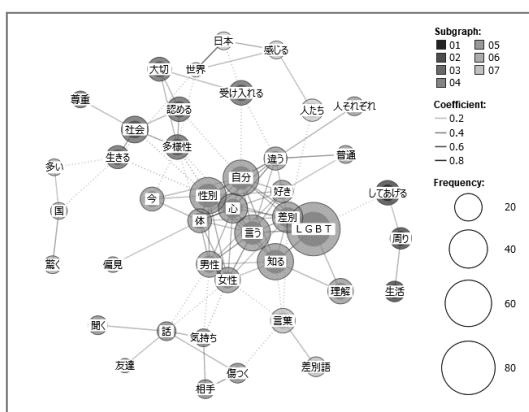 日本
感じる
大切
世界
受け入れる
尊重
認める
人たち
人それぞれ
社会
多様性
違う
普通
生きる
多い
自分
好き
今
性別
心
差別
してあげる
国
体
言う
LGBT
周り
驚く
偏見
男性
知る
女性
理解
生活
聞く
話
気持ち
言葉
友達
傷つく
差別語
相手
Subgraph:
01 05
02 06
03 07
04
Coefficient:
0.2
0.4
0.6
0.8
Frequency:
20
40
60
80